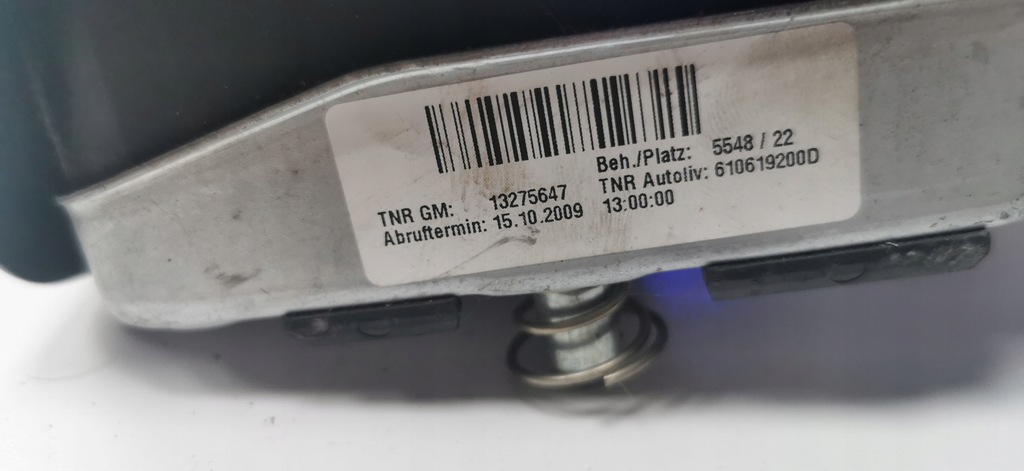 Beh./Platz: 5548 / 22
TNR GM: 13275647 TNR Autoliv: 610619200D
Abruftermin: 15.10.2009 13:00:00